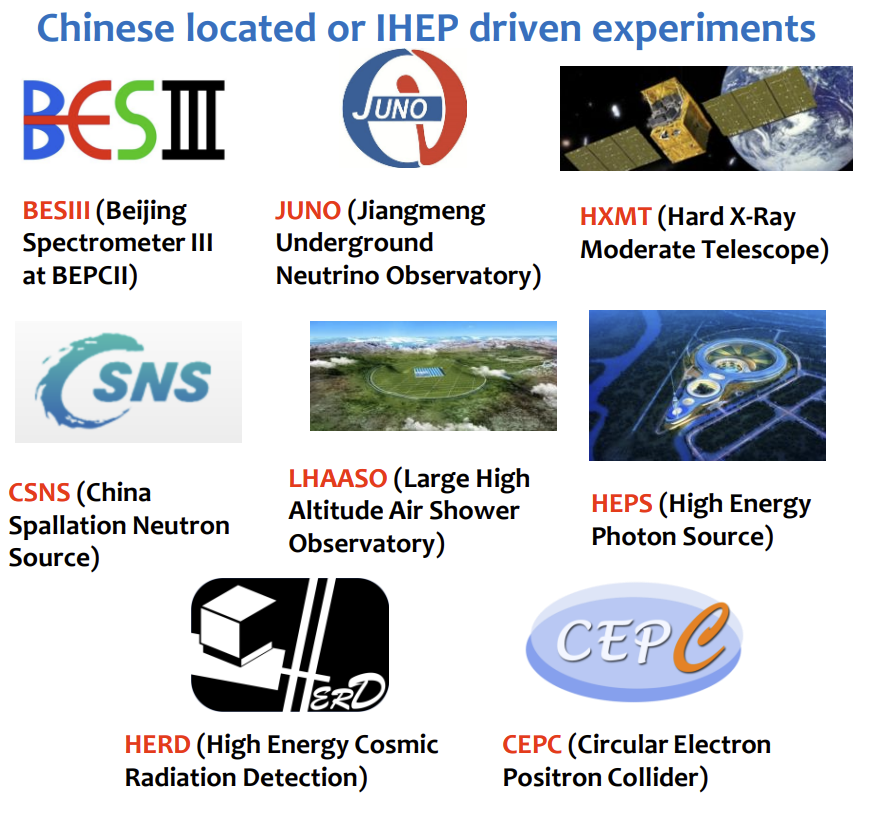 Chinese located or IHEP driven experiments
BESIII
JUNO
BESIII (Beijing
Spectrometer III
at BEPCII)
JUNO (Jiangmeng
Underground
Neutrino Observatory)
HXMT (Hard X-Ray
Moderate Telescope)
CSNS
CSNS (China
Spallation Neutron
Source)
LHAASO (Large High
Altitude Air Shower
Observatory)
HEPS (High Energy
Photon Source)
HERD
CEPC
HERD (High Energy Cosmic
Radiation Detection)
CEPC (Circular Electron
Positron Collider)